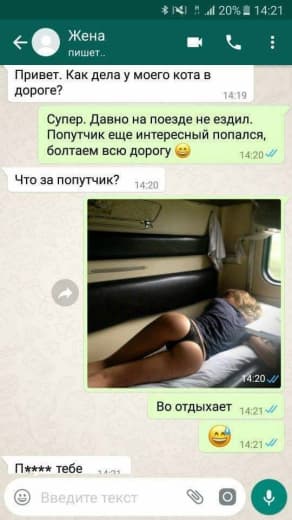 20% 14:21
Жена
пишет..
Привет. Как дела у моего кота в
дороге?
14:19
Супер. Давно на поезде не ездил.
Попутчик еще интересный попался,
болтаем всю дорогу
14:20
Что за попутчик?
14:20
14:20
Во отдыхает
14:21
14:21
П**** тебе
14:21
Введите текст